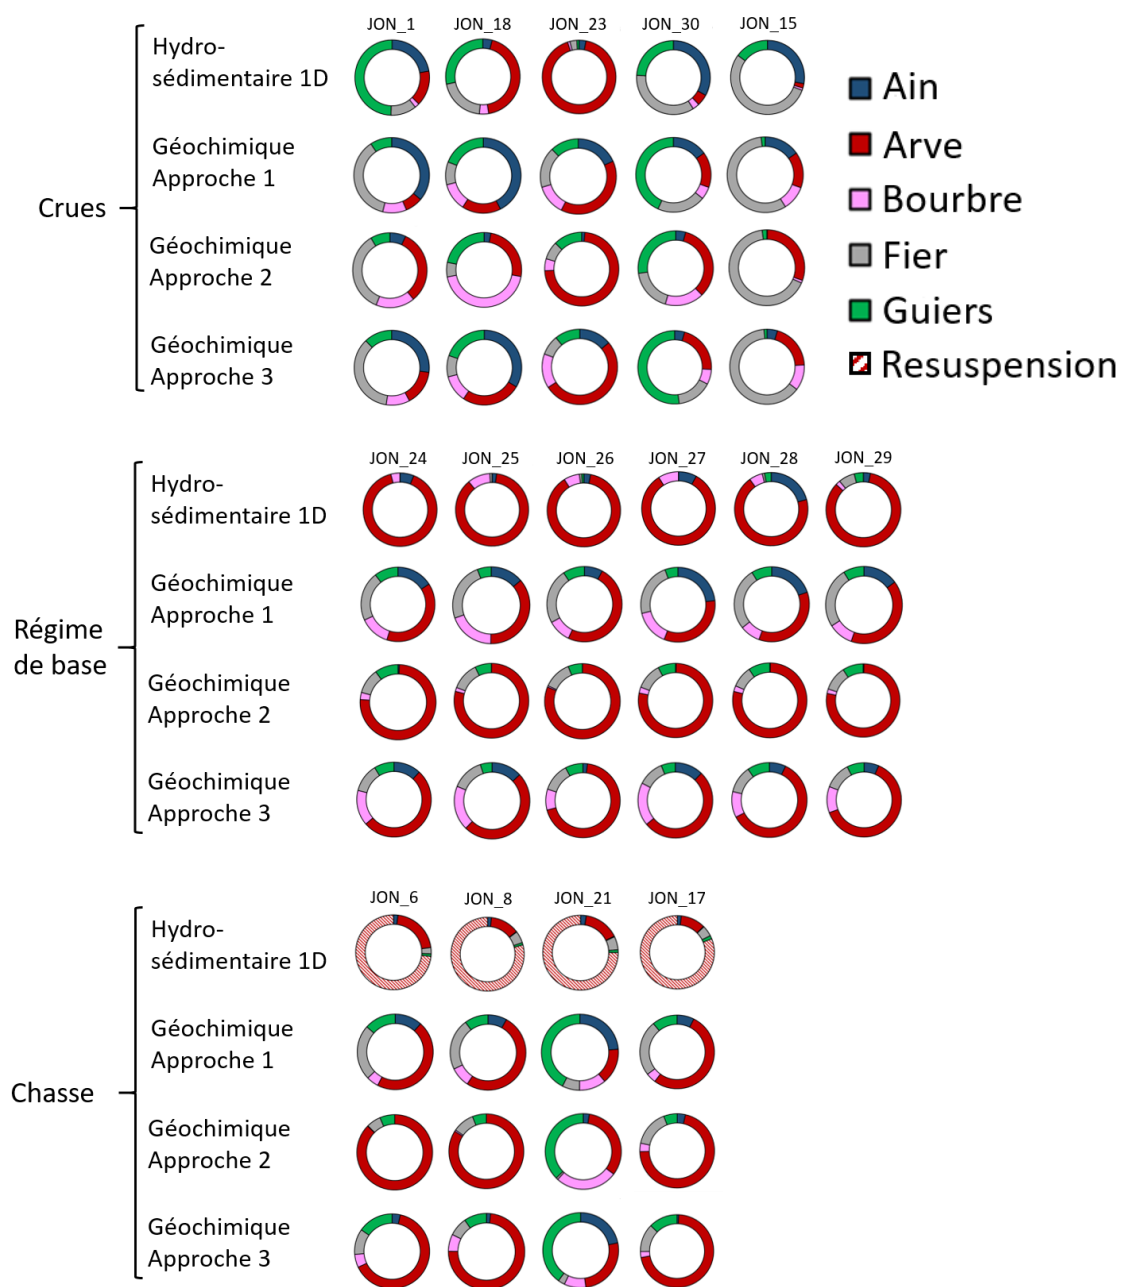 JON_1 JON_18 JON_23 JON_30 JON_15
Hydro-
sédimentaire 1D
Géochimique
Approche 1
Crues
Géochimique
Approche 2
Géochimique
Approche 3
Ain
Arve
Bourbre
Fier
Guiers
Resuspension
JON_24 JON_25 JON_26 JON_27 JON_28 JON_29
Hydro-
sédimentaire 1D
Géochimique
Approche 1
Régime
de base
Géochimique
Approche 2
Géochimique
Approche 3
JON_6 JON_8 JON_21 JON_17
Hydro-
sédimentaire 1D
Géochimique
Approche 1
Chasse
Géochimique
Approche 2
Géochimique
Approche 3